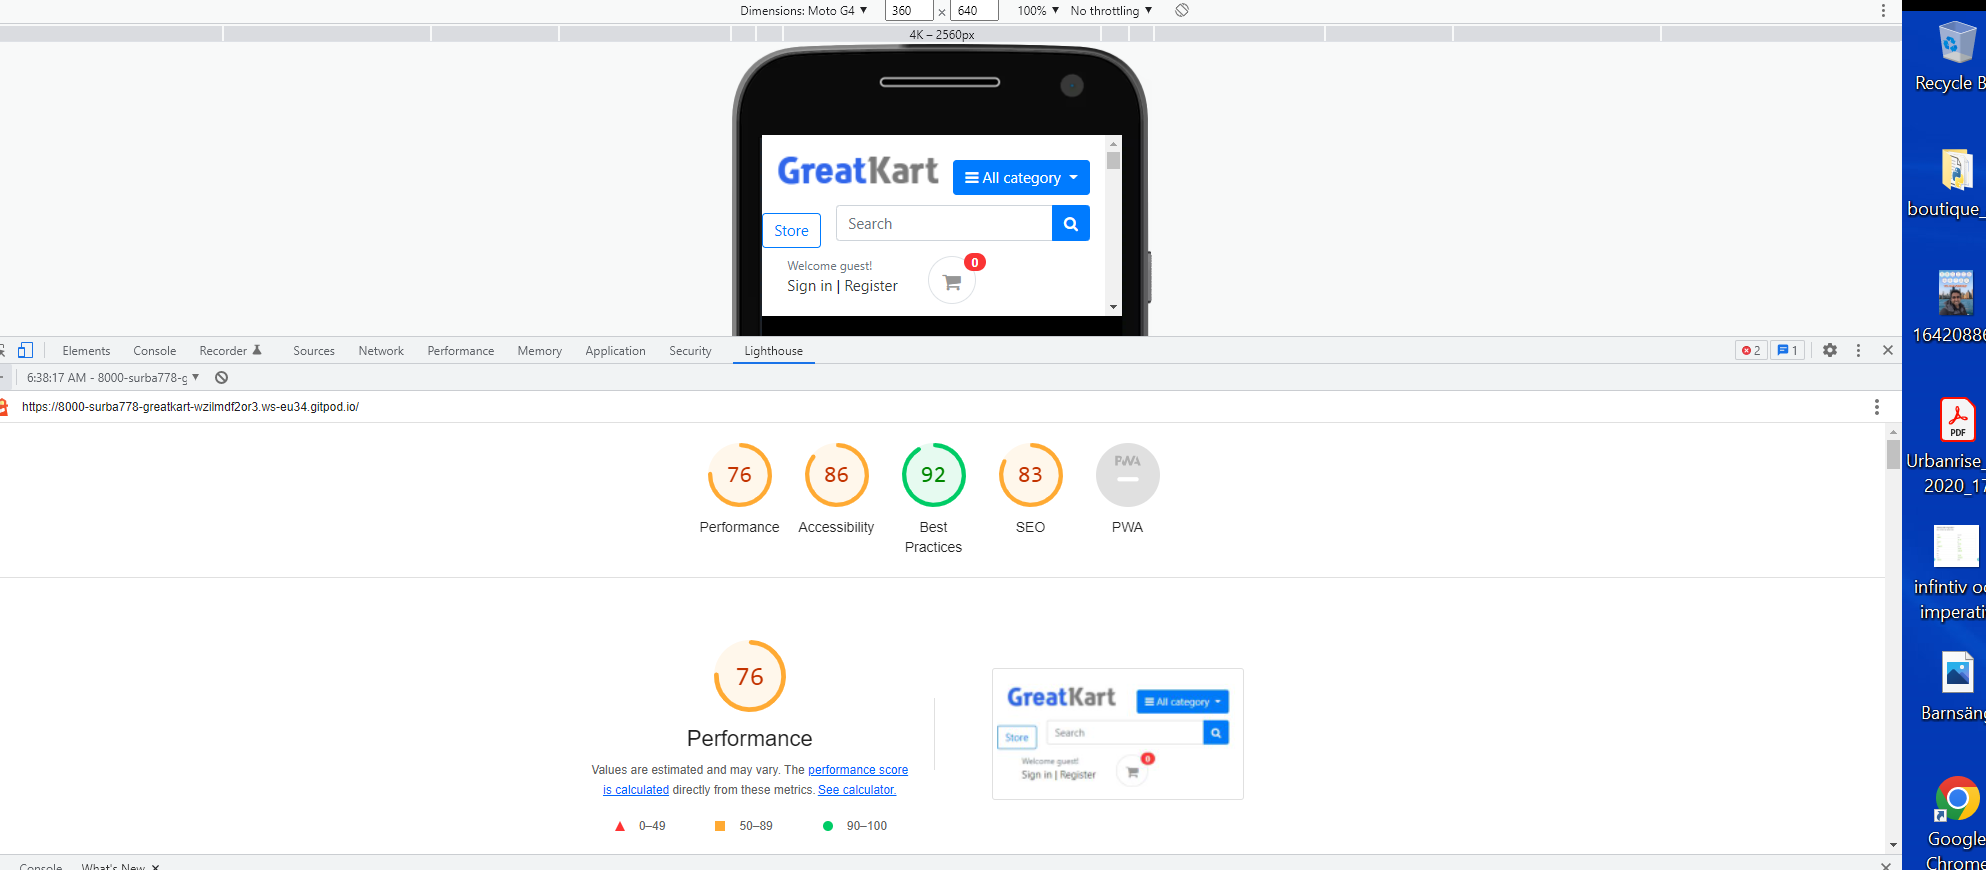 Dimensions: Moto G4 ▼ 360 × 640 100% ▼ No throttling ▼
4K – 2560px
GreatKart
All category
Store
Search
Welcome guest!
0
Sign in | Register
Elements Console Recorder Sources Network Performance Memory Application Security Lighthouse 2 1
6:38:17 AM - 8000-surba778-g ▼
https://8000-surba778-greatkart-wzilmdf2or3.ws-eu34.gitpod.io/
76 86 92 83 PWA
Performance Accessibility Best Practices SEO PWA
76
Performance
Values are estimated and may vary. The performance score
is calculated directly from these metrics. See calculator.
0–49 50–89 90–100
GreatKart
All category
Store
Search
Welcome guest!
0
Sign in | Register
Console What's New ×
Recycle B
boutique_
16420886
PDF
Urbanrise_
2020_17
infintiv o
imperati
Barnsäng
Google
Chrome